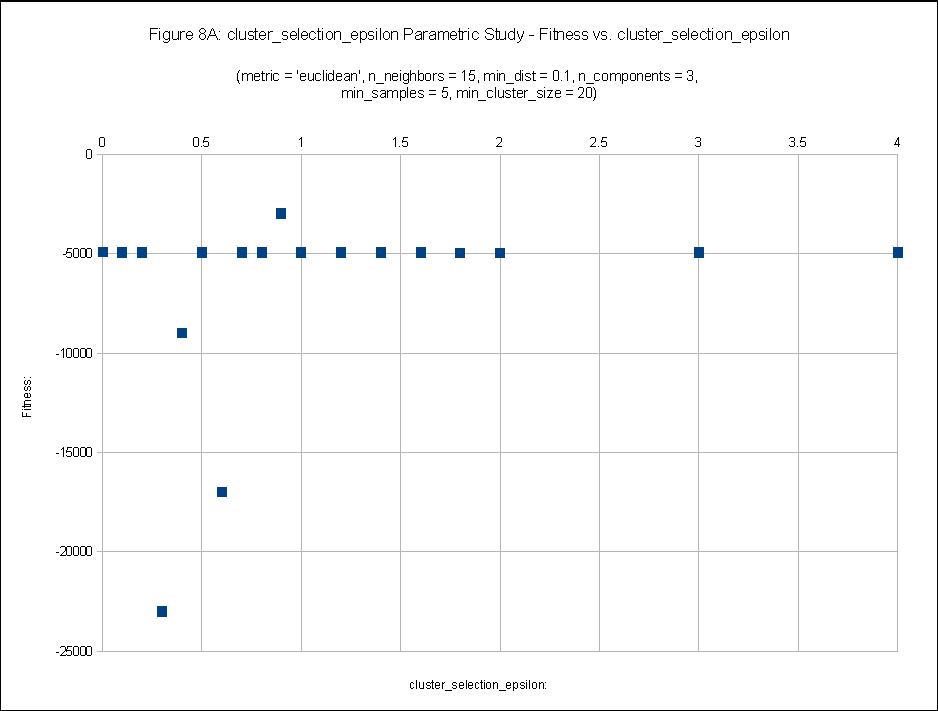 Figure 8A: cluster_selection_epsilon Parametric Study - Fitness vs. cluster_selection_epsilon
(metric = 'euclidean', n_neighbors = 15, min_dist = 0.1, n_components = 3,
min_samples = 5, min_cluster_size = 20)
0 0.5 1 1.5 2 2.5 3 3.5 4
0
-5000
-10000
-15000
-20000
-25000
Fitness:
cluster_selection_epsilon: